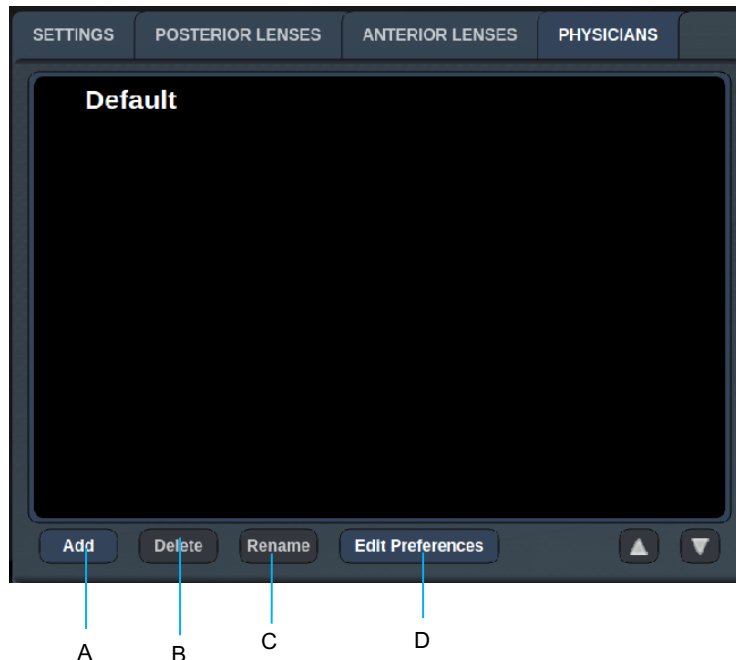 SETTINGS POSTERIOR LENSES ANTERIOR LENSES PHYSICIANS
Default
Add Delete Rename Edit Preferences
A B C D